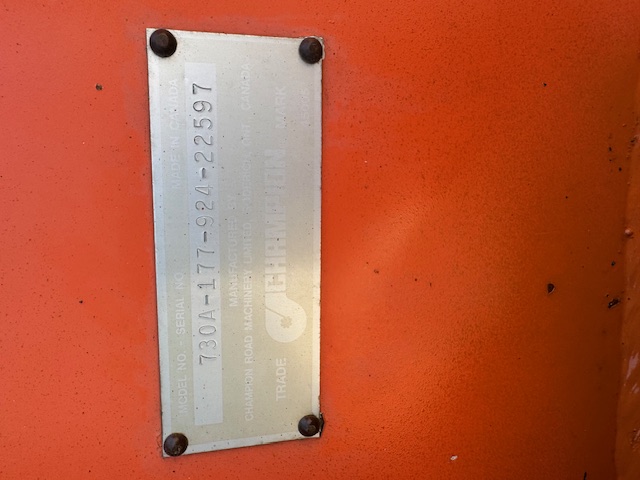 MODEL NO. - SERIAL NO. MADE IN CANADA
730A-177-924-22597
MANUFACTURED BY
CHAMPION ROAD MACHINERY LIMITED CANADA
TRADE CHAMPION MARK